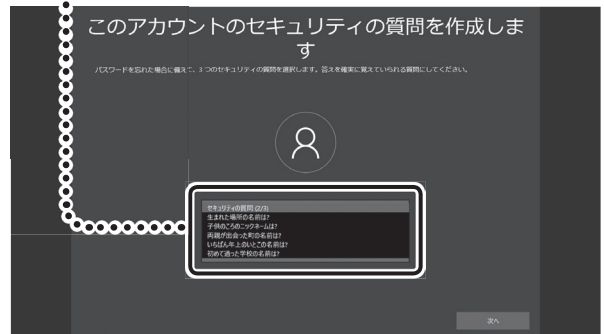 このアカウントのセキュリティの質問を作成しま
す
パスワードを忘れた場合に備えて、3 つのセキュリティの質問を選択します。答えを確実に覚えていられる質問にしてください。
セキュリティの質問 (2/3)
生まれた場所の名前は?
子供のころのニックネームは?
両親が出会った町の名前は?
いちばん年上のいとこの名前は?
初めて通った学校の名前は?
次へ